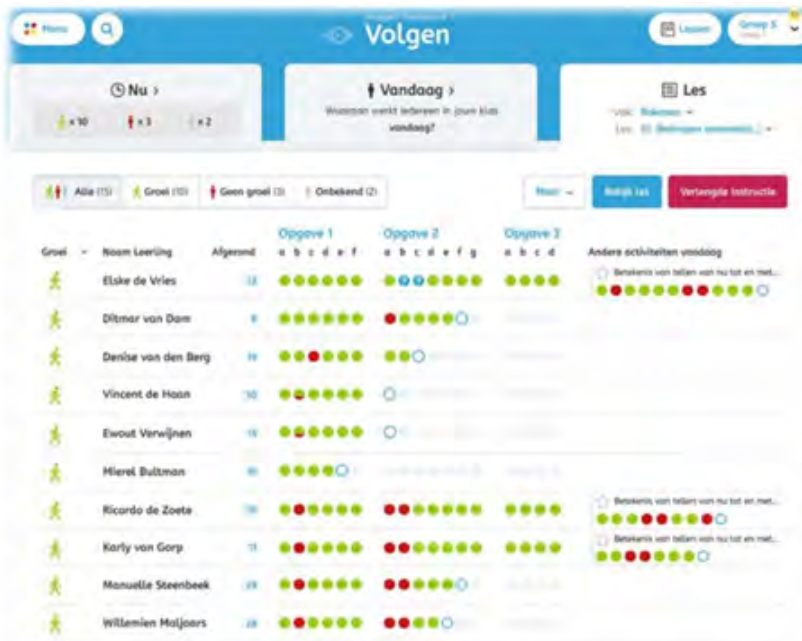 Menu
Volgen
Lessen
Groep 5
Nu ›
x 10
x 3
x 2
Vandaag ›
Waaraan werkt iedereen in jouw klas
vandaag?
Les
Vak: Rekenen
Les:
Alle (15)
Groei (10)
Geen groei (3)
Onbekend (2)
Meer
Bekijk les
Verlengde instructie
Opgave 1
Opgave 2
Opgave 3
Groei
Naam Leerling
Afgerond
a b c d e f
a b c d e f g
a b c d
Andere activiteiten vandaag
Elske de Vries
Betekenis van tellen van nu tot en met...
Ditmar van Dam
Denise van den Berg
Vincent de Haan
Ewout Verwijnen
Mierel Bultman
Ricardo de Zoete
Betekenis van tellen van nu tot en met...
Karly van Gorp
Betekenis van tellen van nu tot en met...
Manuelle Steenbeek
Willemien Maljaars